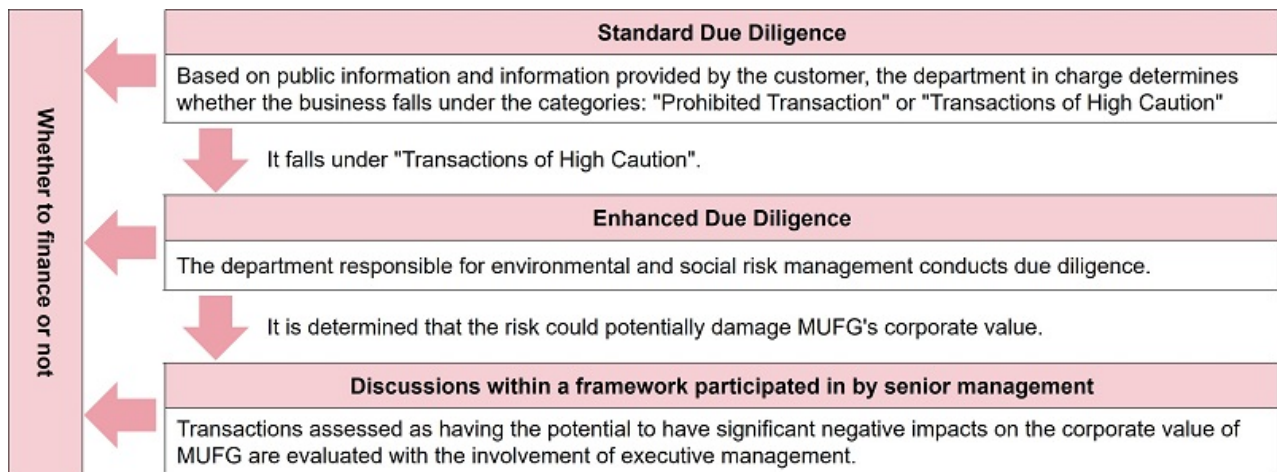 Whether to finance or not
Standard Due Diligence
Based on public information and information provided by the customer, the department in charge determines
whether the business falls under the categories: "Prohibited Transaction" or "Transactions of High Caution"
It falls under "Transactions of High Caution".
Enhanced Due Diligence
The department responsible for environmental and social risk management conducts due diligence.
It is determined that the risk could potentially damage MUFG's corporate value.
Discussions within a framework participated in by senior management
Transactions assessed as having the potential to have significant negative impacts on the corporate value of
MUFG are evaluated with the involvement of executive management.